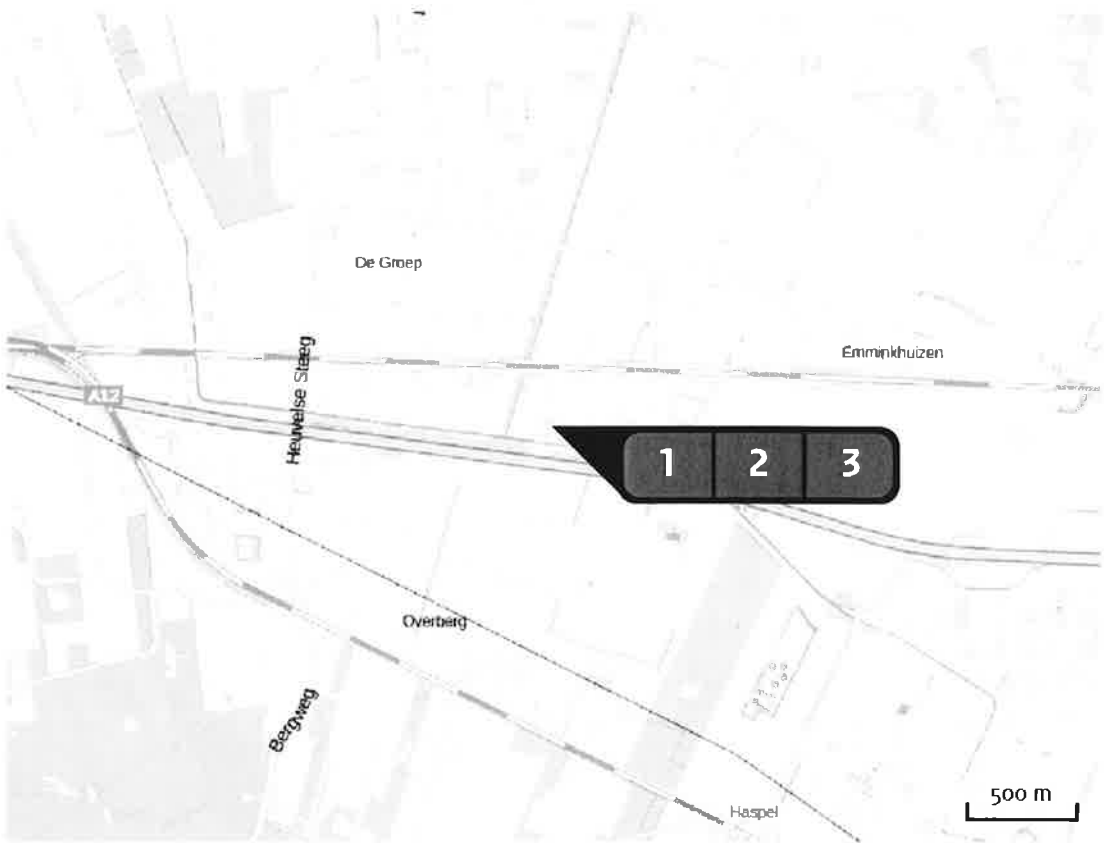 De Groep
Emminkhuizen
Heuvelse Steeg
A12
1 2 3
Overberg
Bergweg
Haspel
500 m